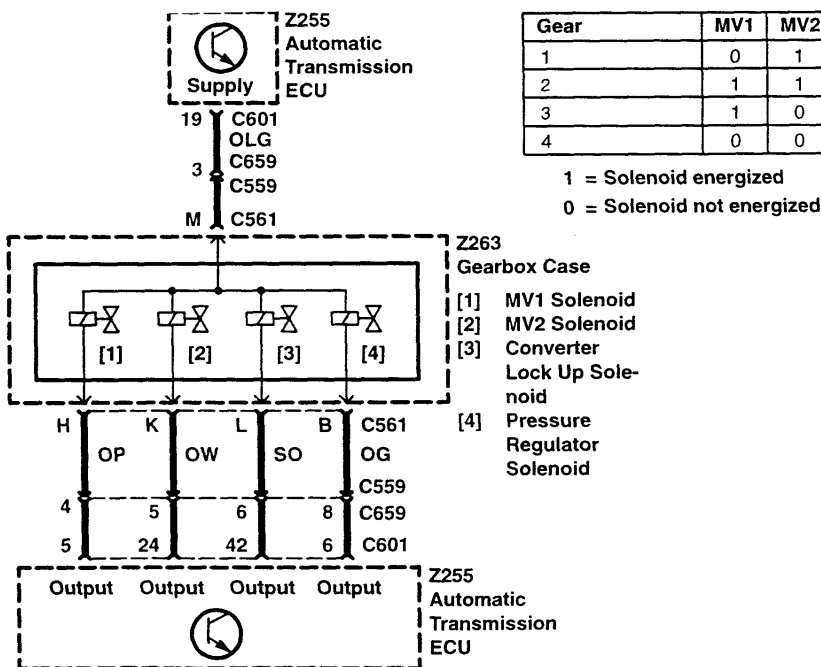 Z255
Automatic
Transmission
ECU
Supply
19 C601
OLG
3 C659
C559
M C561
Gear MV1 MV2
1 0 1
2 1 1
3 1 0
4 0 0
1 = Solenoid energized
0 = Solenoid not energized
Z263
Gearbox Case
[1] MV1 Solenoid
[2] MV2 Solenoid
[3] Converter
Lock Up Sole-
noid
[4] Pressure
Regulator
Solenoid
[1] [2] [3] [4]
H K L B C561
OP OW SO OG
C559
4 5 6 8 C659
5 24 42 6 C601
Output Output Output Output
Z255
Automatic
Transmission
ECU